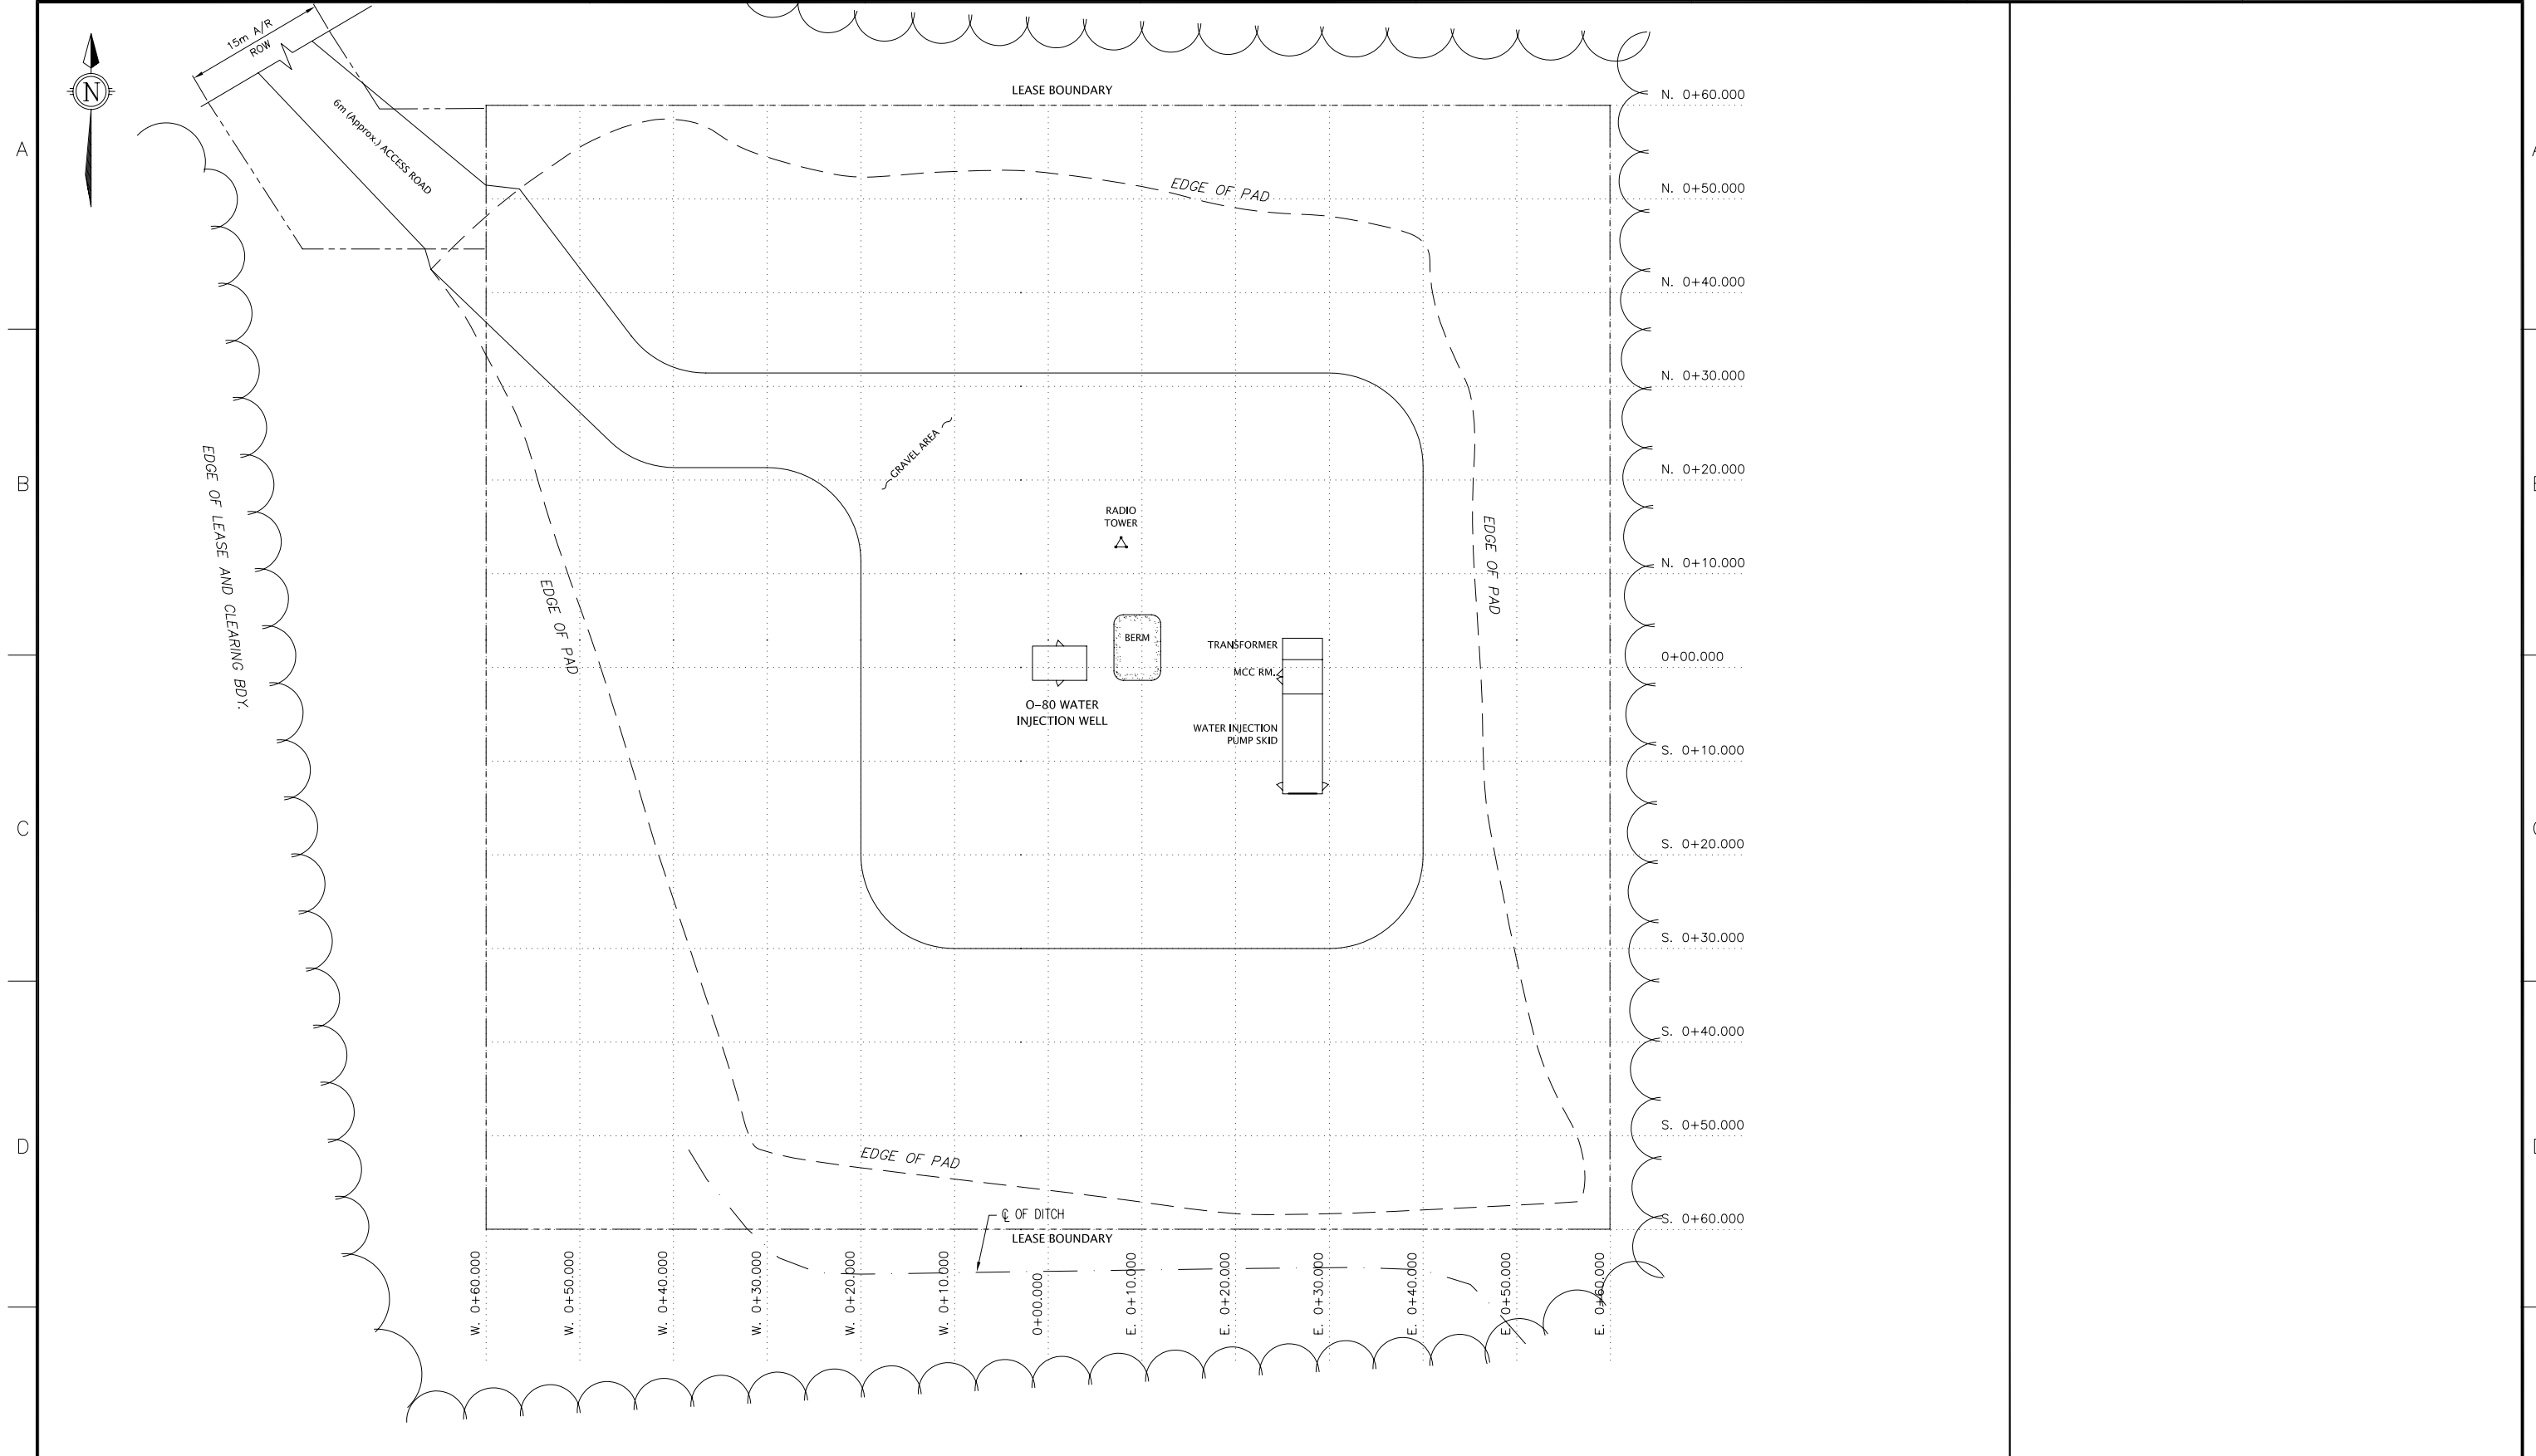 15m A/R
ROW
N
6m (Approx.) ACCESS ROAD
LEASE BOUNDARY
A
B
C
D
A
B
C
D
EDGE OF PAD
GRAVEL AREA
EDGE OF LEASE AND CLEARING BDY.
RADIO
TOWER
EDGE OF PAD
EDGE OF PAD
BERM
TRANSFORMER
MCC RM.
O-80 WATER
INJECTION WELL
WATER INJECTION
PUMP SKID
EDGE OF PAD
℄ OF DITCH
LEASE BOUNDARY
N. 0+60.000
N. 0+50.000
N. 0+40.000
N. 0+30.000
N. 0+20.000
N. 0+10.000
0+00.000
S. 0+10.000
S. 0+20.000
S. 0+30.000
S. 0+40.000
S. 0+50.000
S. 0+60.000
W. 0+60.000
W. 0+50.000
W. 0+40.000
W. 0+30.000
W. 0+20.000
W. 0+10.000
0+00.000
E. 0+10.000
E. 0+20.000
E. 0+30.000
E. 0+40.000
E. 0+50.000
E. 0+60.000